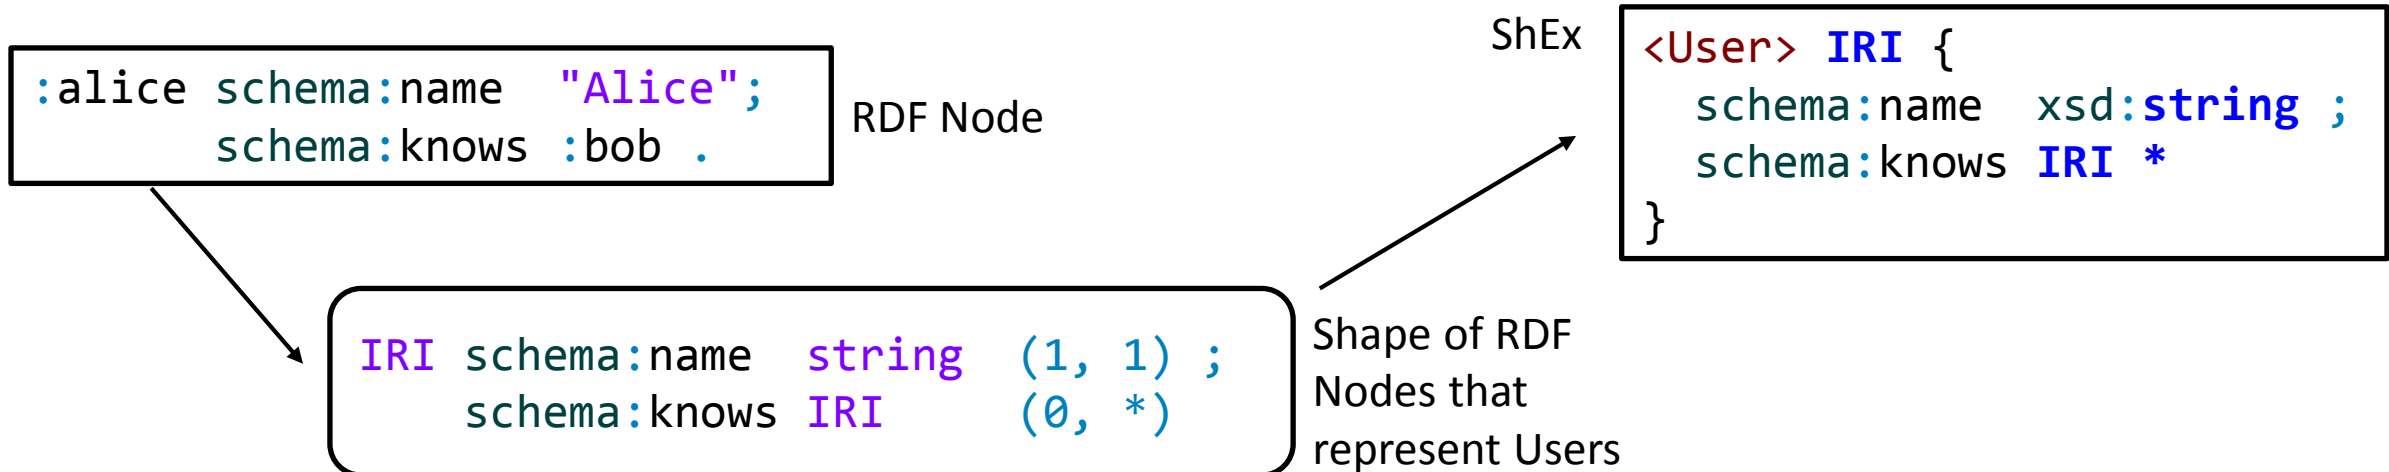 :alice schema:name "Alice";
schema:knows :bob .
RDF Node
IRI schema:name string (1, 1) ;
schema:knows IRI (0, *)
Shape of RDF
Nodes that
represent Users
ShEx
<User> IRI {
schema:name xsd:string ;
schema:knows IRI *
}